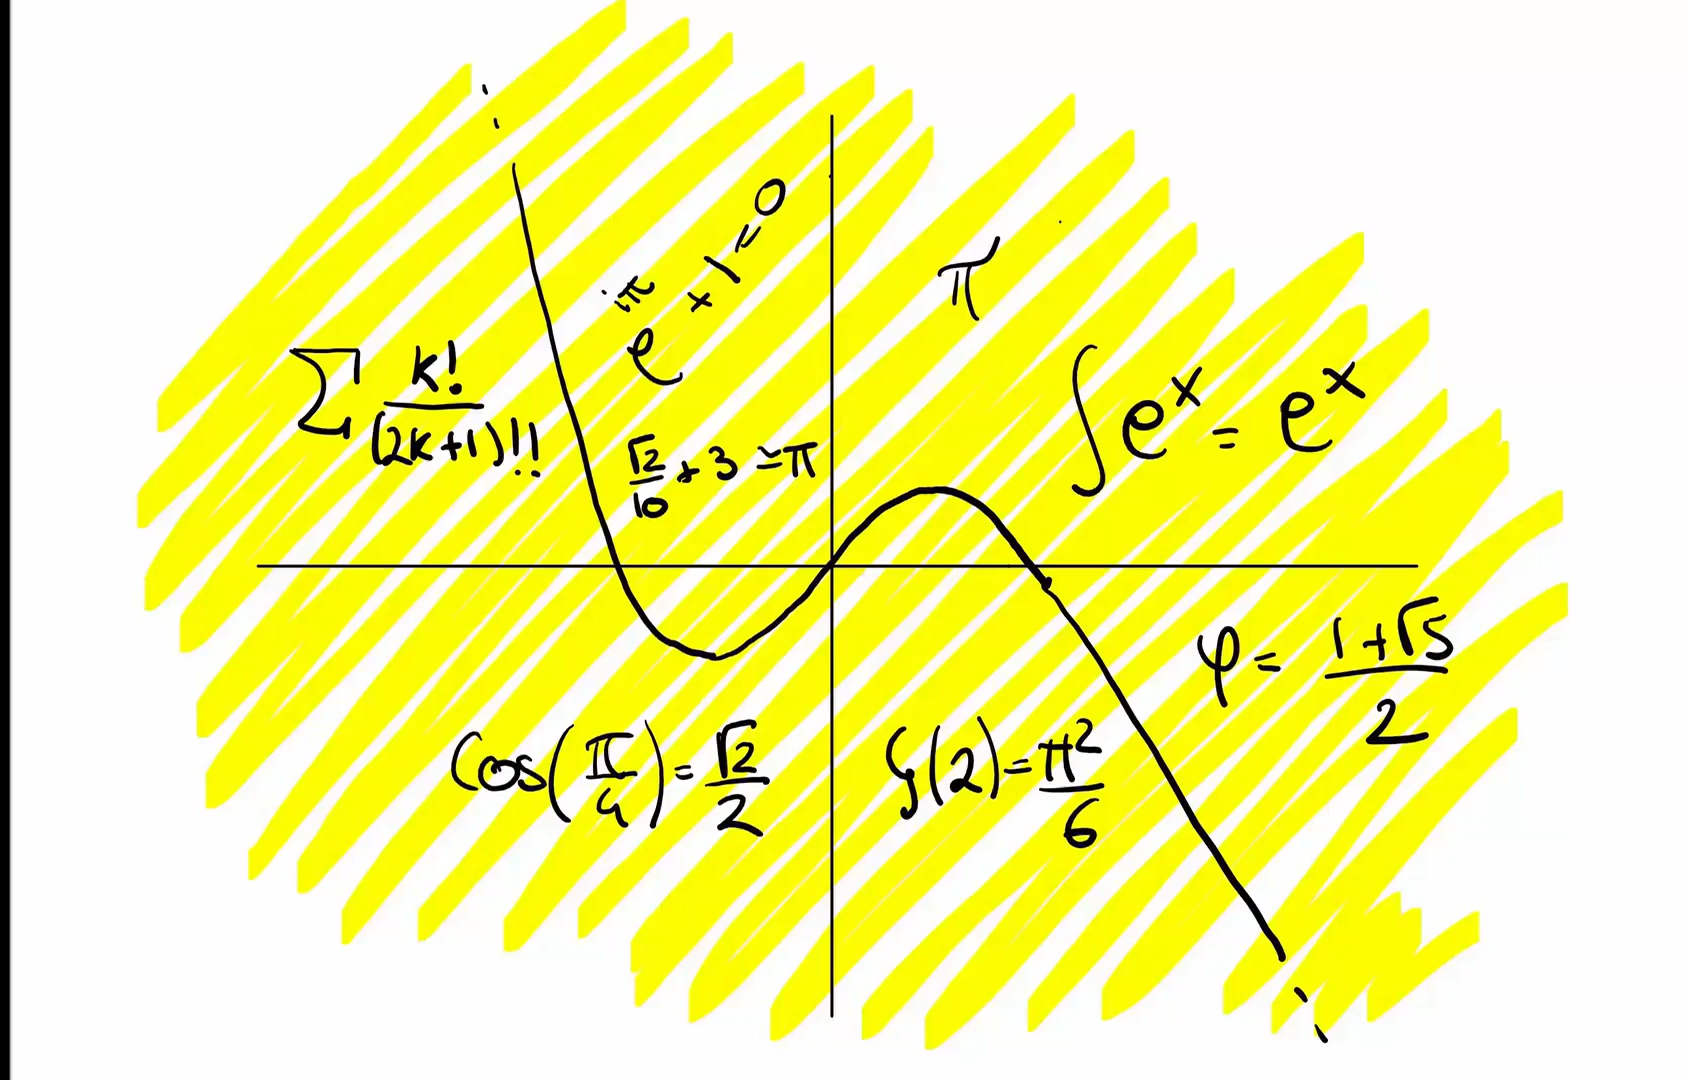 e^{iπ} + 1 = 0
π
∑ k! / (2k+1)!!
√2/10 + 3 ≃ π
∫ e^x = e^x
φ = (1+√5)/2
cos(π/4) = √2/2
ζ(2) = π²/6